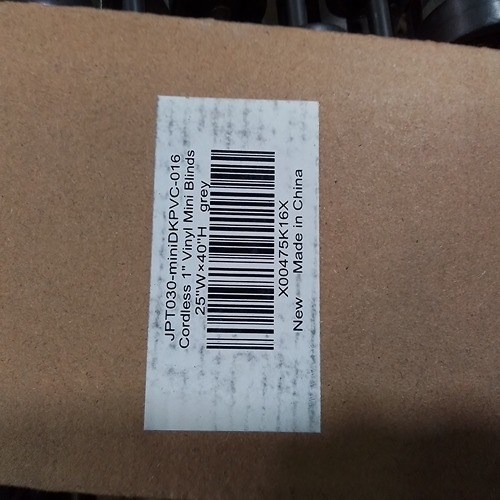 JPT030-miniDKPVC-016
Cordless 1" Vinyl Mini Blinds
25"W×40"H grey
X00475K16X
New Made in China